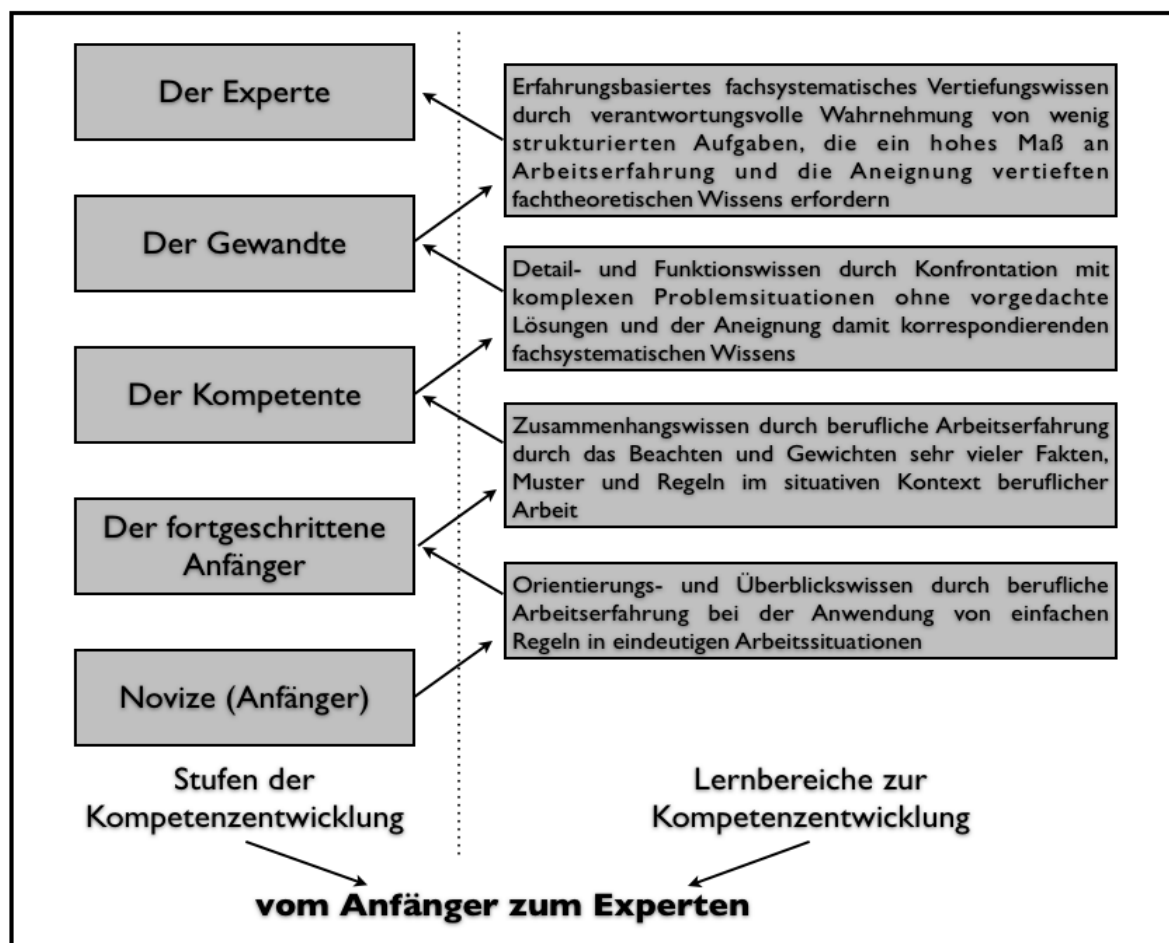 Der Experte
Erfahrungsbasiertes fachsystematisches Vertiefungswissen
durch verantwortungsvolle Wahrnehmung von wenig
strukturierten Aufgaben, die ein hohes Maß an
Arbeitserfahrung und die Aneignung vertieften
fachtheoretischen Wissens erfordern
Der Gewandte
Detail- und Funktionswissen durch Konfrontation mit
komplexen Problemsituationen ohne vorgedachte
Lösungen und der Aneignung damit korrespondierenden
fachsystematischen Wissens
Der Kompetente
Zusammenhangswissen durch berufliche Arbeitserfahrung
durch das Beachten und Gewichten sehr vieler Fakten,
Muster und Regeln im situativen Kontext beruflicher
Arbeit
Der fortgeschrittene
Anfänger
Orientierungs- und Überblickswissen durch berufliche
Arbeitserfahrung bei der Anwendung von einfachen
Regeln in eindeutigen Arbeitssituationen
Novize (Anfänger)
Stufen der
Kompetenzentwicklung
Lernbereiche zur
Kompetenzentwicklung
vom Anfänger zum Experten